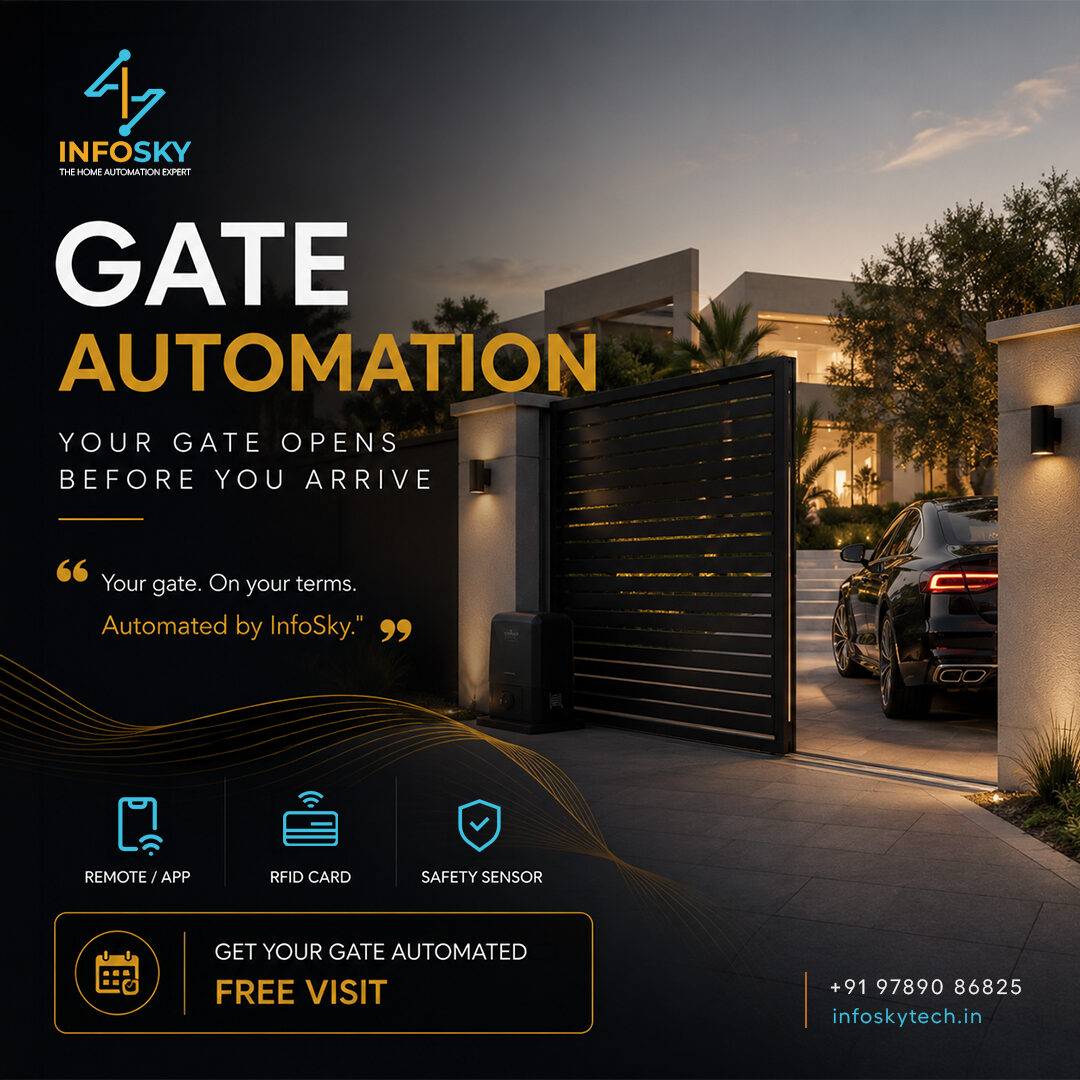 INFOSKY
THE HOME AUTOMATION EXPERT
GATE
AUTOMATION
YOUR GATE OPENS
BEFORE YOU ARRIVE
“ Your gate. On your terms.
Automated by InfoSky." ”
REMOTE / APP
RFID CARD
SAFETY SENSOR
GET YOUR GATE AUTOMATED
FREE VISIT
+91 97890 86825
infoskytech.in